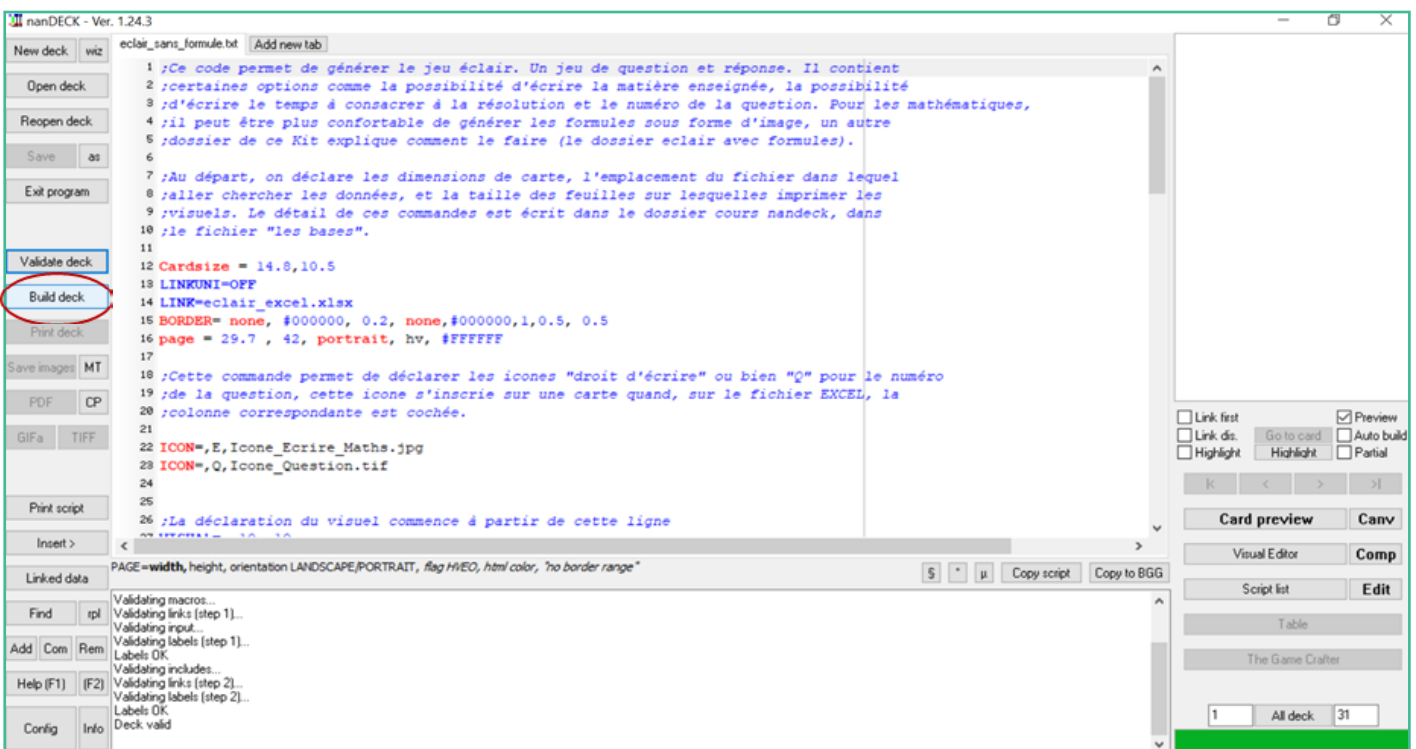 nanDECK - Ver. 1.24.3
New deck wiz
Open deck
Reopen deck
Save as
Exit program
Validate deck
Build deck
Print deck
Save images MT
PDF CP
GIFa TIFF
Print script
Insert >
Linked data
Find rpl
Add Com Rem
Help (F1) (F2)
Config Info
eclair_sans_formule.txt Add new tab
1 ;Ce code permet de générer le jeu éclair. Un jeu de question et réponse. Il contient
2 ;certaines options comme la possibilité d'écrire la matière enseignée, la possibilité
3 ;d'écrire le temps à consacrer à la résolution et le numéro de la question. Pour les mathématiques,
4 ;il peut être plus confortable de générer les formules sous forme d'image, un autre
5 ;dossier de ce Kit explique comment le faire (le dossier eclair avec formules).
6
7 ;Au départ, on déclare les dimensions de carte, l'emplacement du fichier dans lequel
8 ;aller chercher les données, et la taille des feuilles sur lesquelles imprimer les
9 ;visuels. Le détail de ces commandes est écrit dans le dossier cours nandeck, dans
10 ;le fichier "les bases".
11
12 Cardsize = 14.8,10.5
13 LINKUNI=OFF
14 LINK=eclair_excel.xlsx
15 BORDER= none, #000000, 0.2, none,#000000,1,0.5, 0.5
16 page = 29.7 , 42, portrait, hv, #FFFFFF
17
18 ;Cette commande permet de déclarer les icones "droit d'écrire" ou bien "Q" pour le numéro
19 ;de la question, cette icone s'inscrie sur une carte quand, sur le fichier EXCEL, la
20 ;colonne correspondante est cochée.
21
22 ICON=,E,Icone_Ecrire_Maths.jpg
23 ICON=,Q,Icone_Question.tif
24
25
26 ;La déclaration du visuel commence à partir de cette ligne
PAGE=width, height, orientation LANDSCAPE/PORTRAIT, flag HVEO, html color, "no border range"
§ " µ Copy script Copy to BGG
Validating macros...
Validating links (step 1)...
Validating input...
Validating labels (step 1)...
Labels OK
Validating includes...
Validating links (step 2)...
Validating labels (step 2)...
Labels OK
Deck valid
Link first Preview
Link dis. Go to card Auto build
Highlight Highlight Partial
Card preview Canv
Visual Editor Comp
Script list Edit
Table
The Game Crafter
1 All deck 31